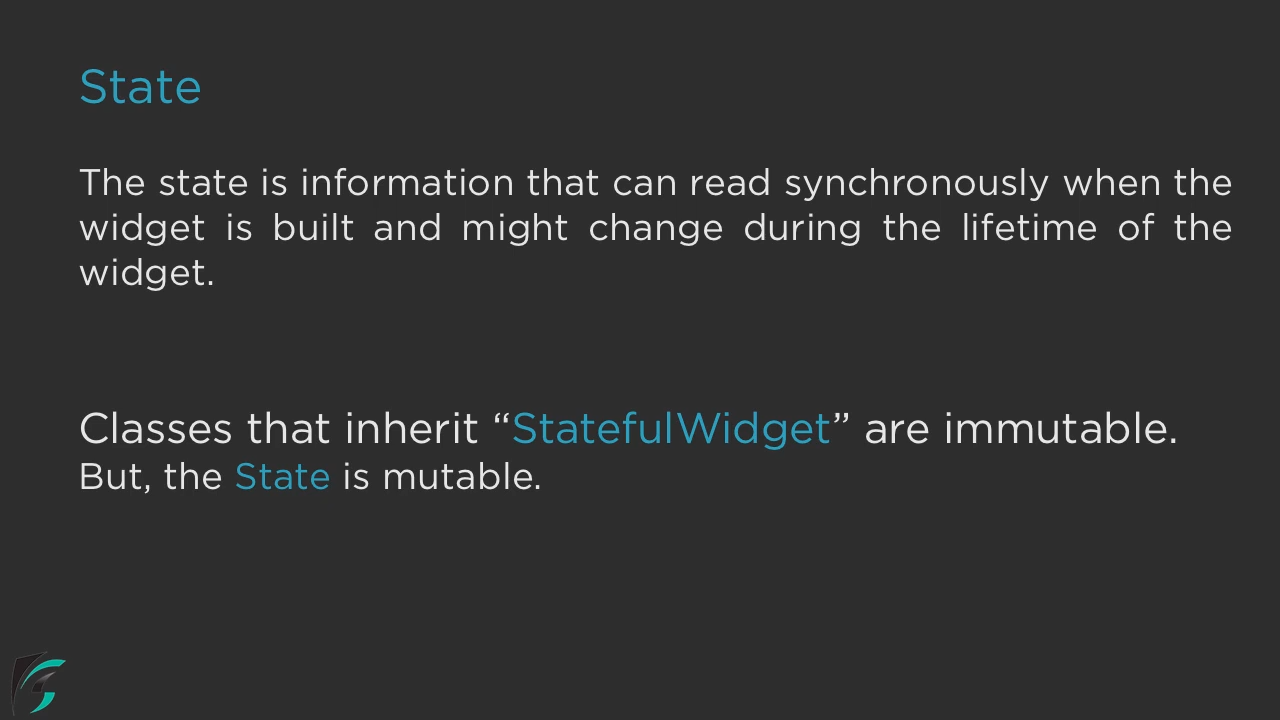 State
The state is information that can read synchronously when the
widget is built and might change during the lifetime of the
widget.
Classes that inherit “StatefulWidget” are immutable.
But, the State is mutable.